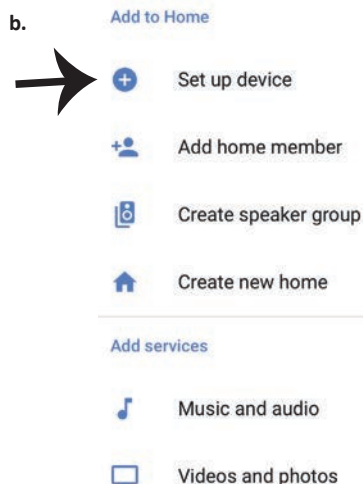 b.
Add to Home
Set up device
Add home member
Create speaker group
Create new home
Add services
Music and audio
Videos and photos